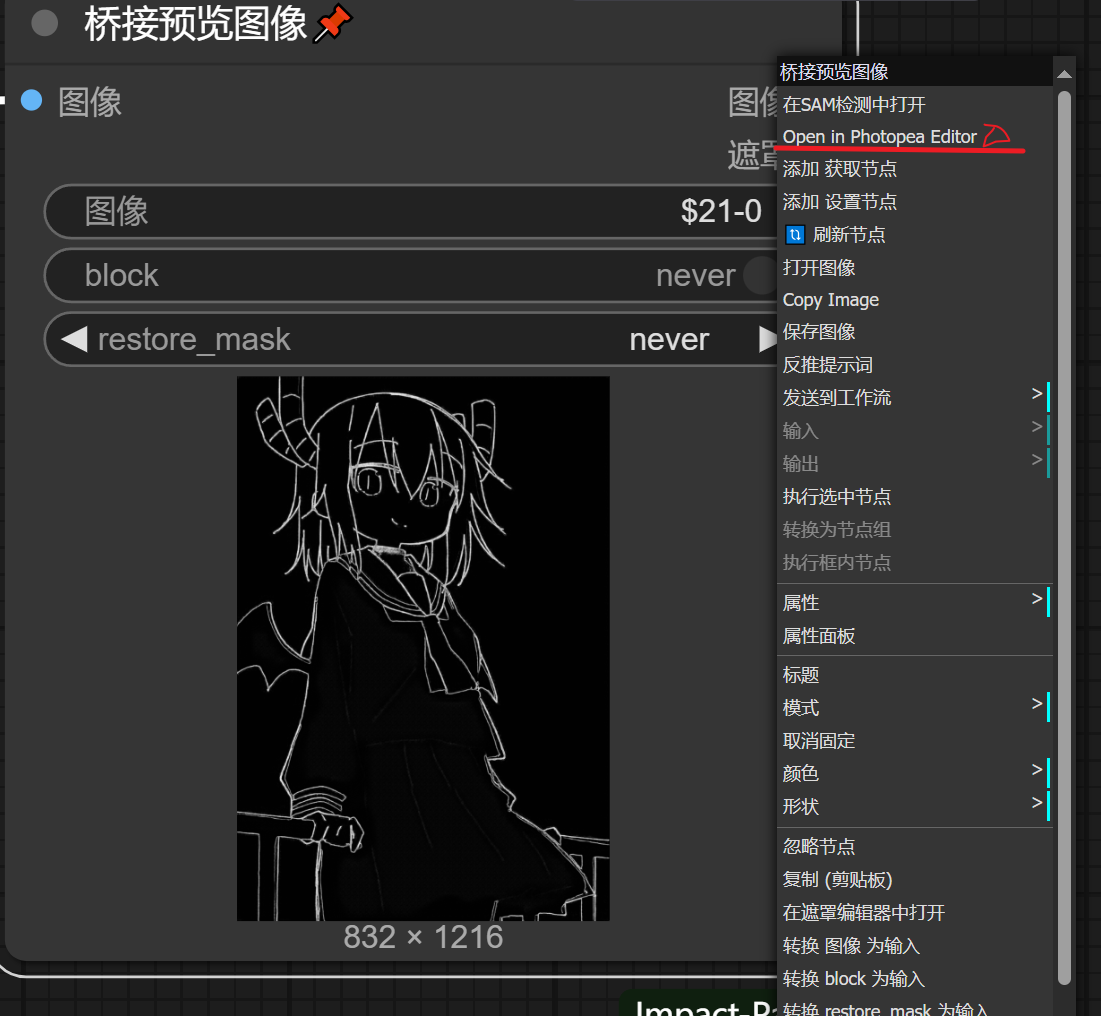 桥接预览图像📌
图像
图像
遮罩
图像 $21-0
block never
restore_mask never
832 × 1216
桥接预览图像
在SAM检测中打开
Open in Photopea Editor
添加 获取节点
添加 设置节点
刷新节点
打开图像
Copy Image
保存图像
反推提示词
发送到工作流 >
输入 >
输出 >
执行选中节点
转换为节点组
执行框内节点
属性 >
属性面板
标题
模式 >
取消固定
颜色 >
形状 >
忽略节点
复制 (剪贴板)
在遮罩编辑器中打开
转换 图像 为输入
转换 block 为输入
转换 restore_mask 为输入
Impact-Pa